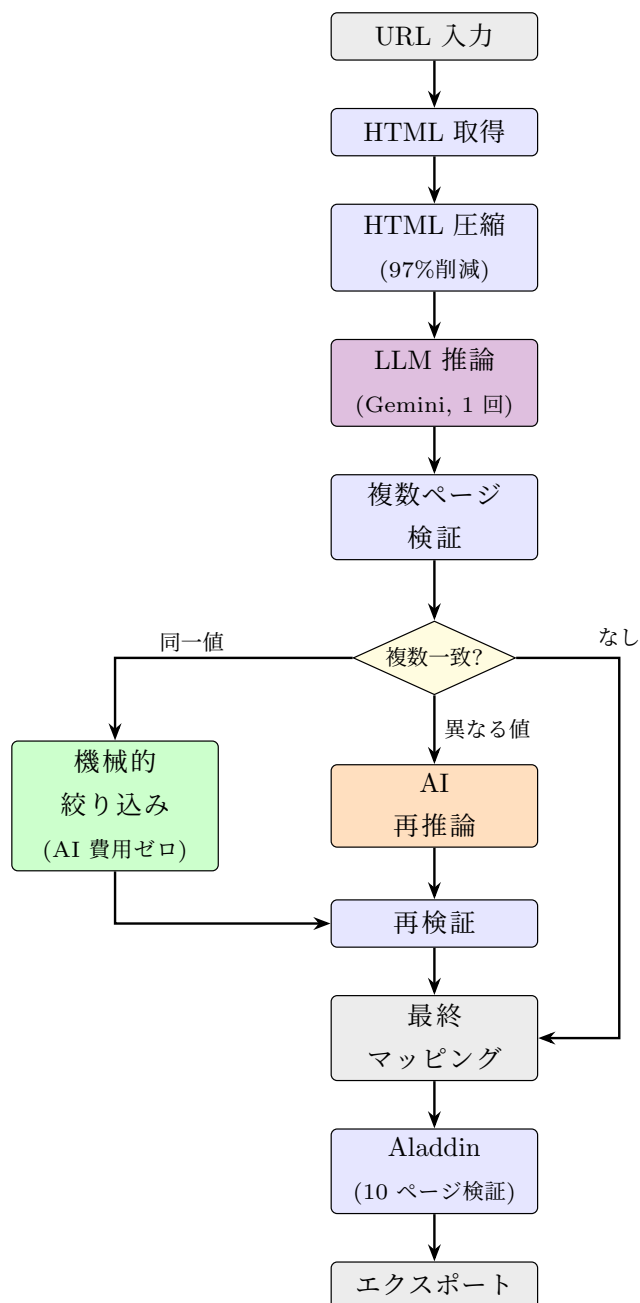 URL 入力
HTML 取得
HTML 圧縮
(97%削減)
LLM 推論
(Gemini, 1 回)
複数ページ
検証
複数一致?
同一値
なし
異なる値
機械的
絞り込み
(AI 費用ゼロ)
AI
再推論
再検証
最終
マッピング
Aladdin
(10 ページ検証)
エクスポート